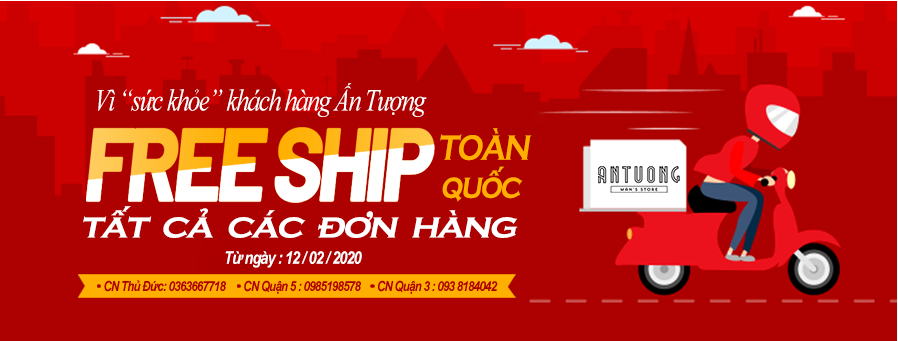 Vì “sức khỏe” khách hàng Ấn Tượng
FREE SHIP TOÀN QUỐC
TẤT CẢ CÁC ĐƠN HÀNG
Từ ngày : 12 / 02 / 2020
• CN Thủ Đức: 0363667718 • CN Quận 5 : 0985198578 • CN Quận 3 : 093 8184042
ANTUONG
MAN'S STORE